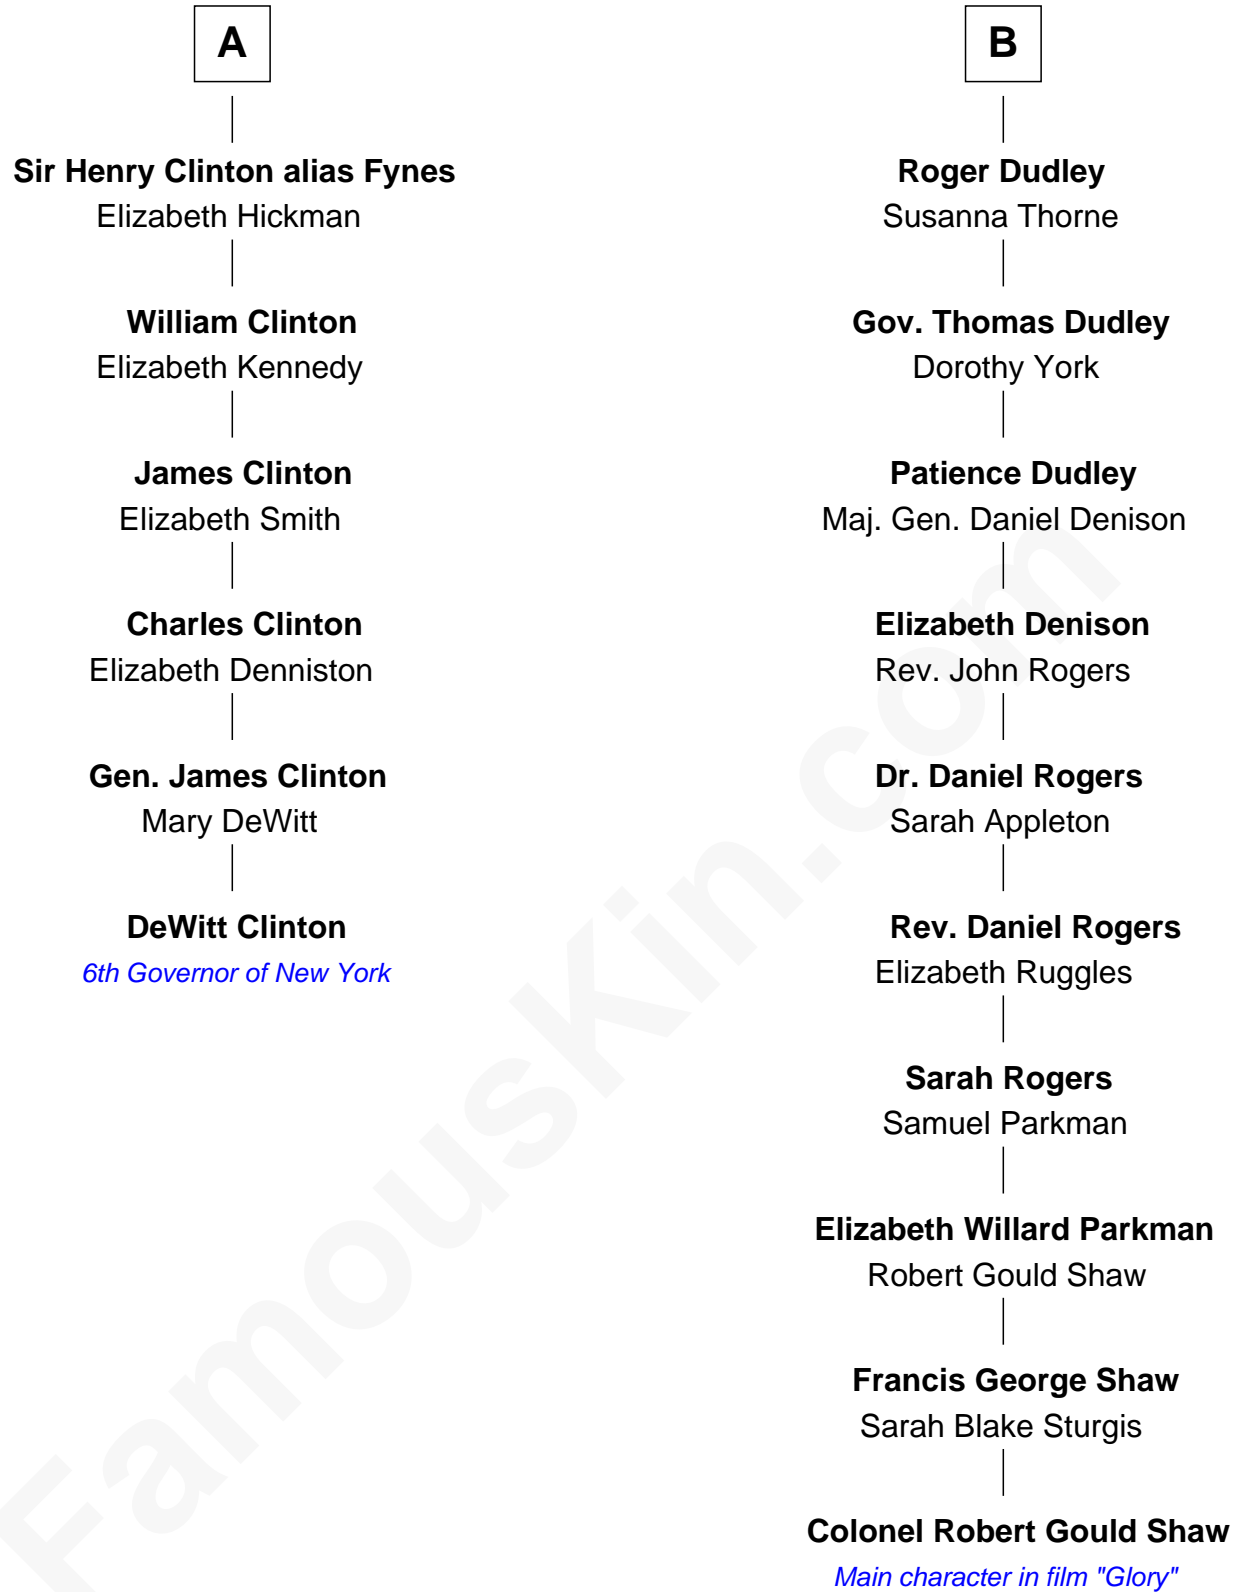 A
Sir Henry Clinton alias Fynes
Elizabeth Hickman
William Clinton
Elizabeth Kennedy
James Clinton
Elizabeth Smith
Charles Clinton
Elizabeth Denniston
Gen. James Clinton
Mary DeWitt
DeWitt Clinton
6th Governor of New York
B
Roger Dudley
Susanna Thorne
Gov. Thomas Dudley
Dorothy York
Patience Dudley
Maj. Gen. Daniel Denison
Elizabeth Denison
Rev. John Rogers
Dr. Daniel Rogers
Sarah Appleton
Rev. Daniel Rogers
Elizabeth Ruggles
Sarah Rogers
Samuel Parkman
Elizabeth Willard Parkman
Robert Gould Shaw
Francis George Shaw
Sarah Blake Sturgis
Colonel Robert Gould Shaw
Main character in film "Glory"
FamousKin.com